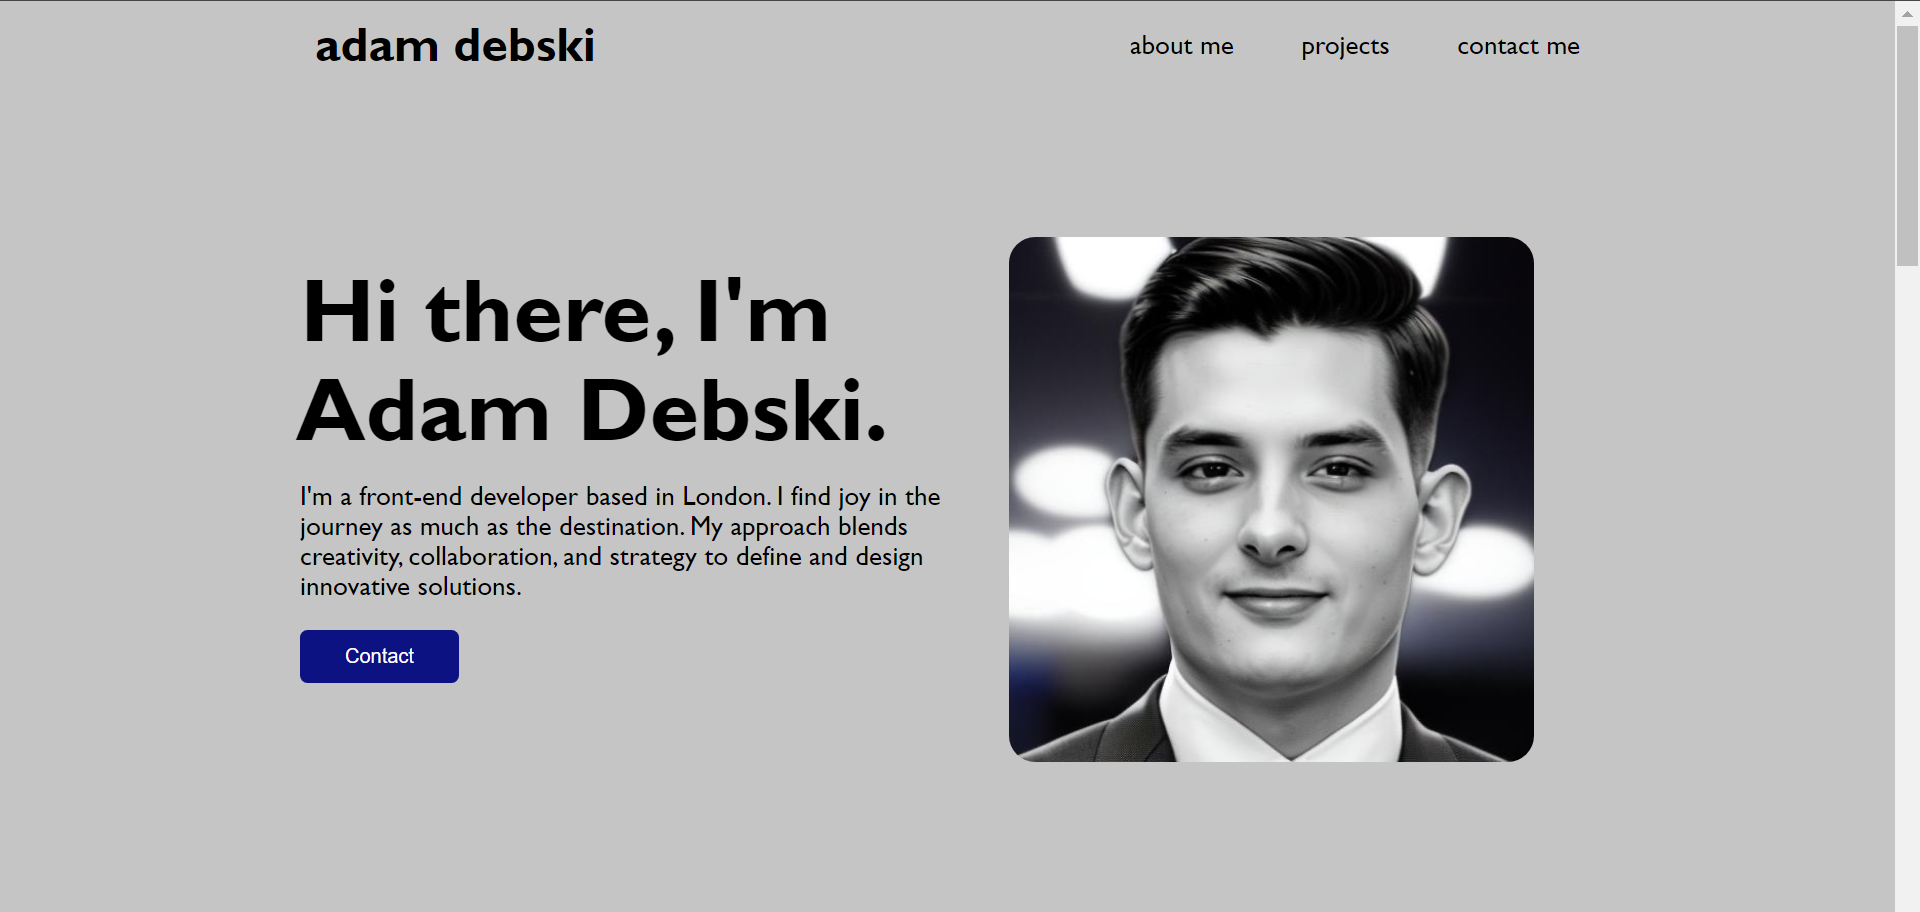 adam debski
about me
projects
contact me
Hi there, I'm
Adam Debski.
I'm a front-end developer based in London. I find joy in the
journey as much as the destination. My approach blends
creativity, collaboration, and strategy to define and design
innovative solutions.
Contact